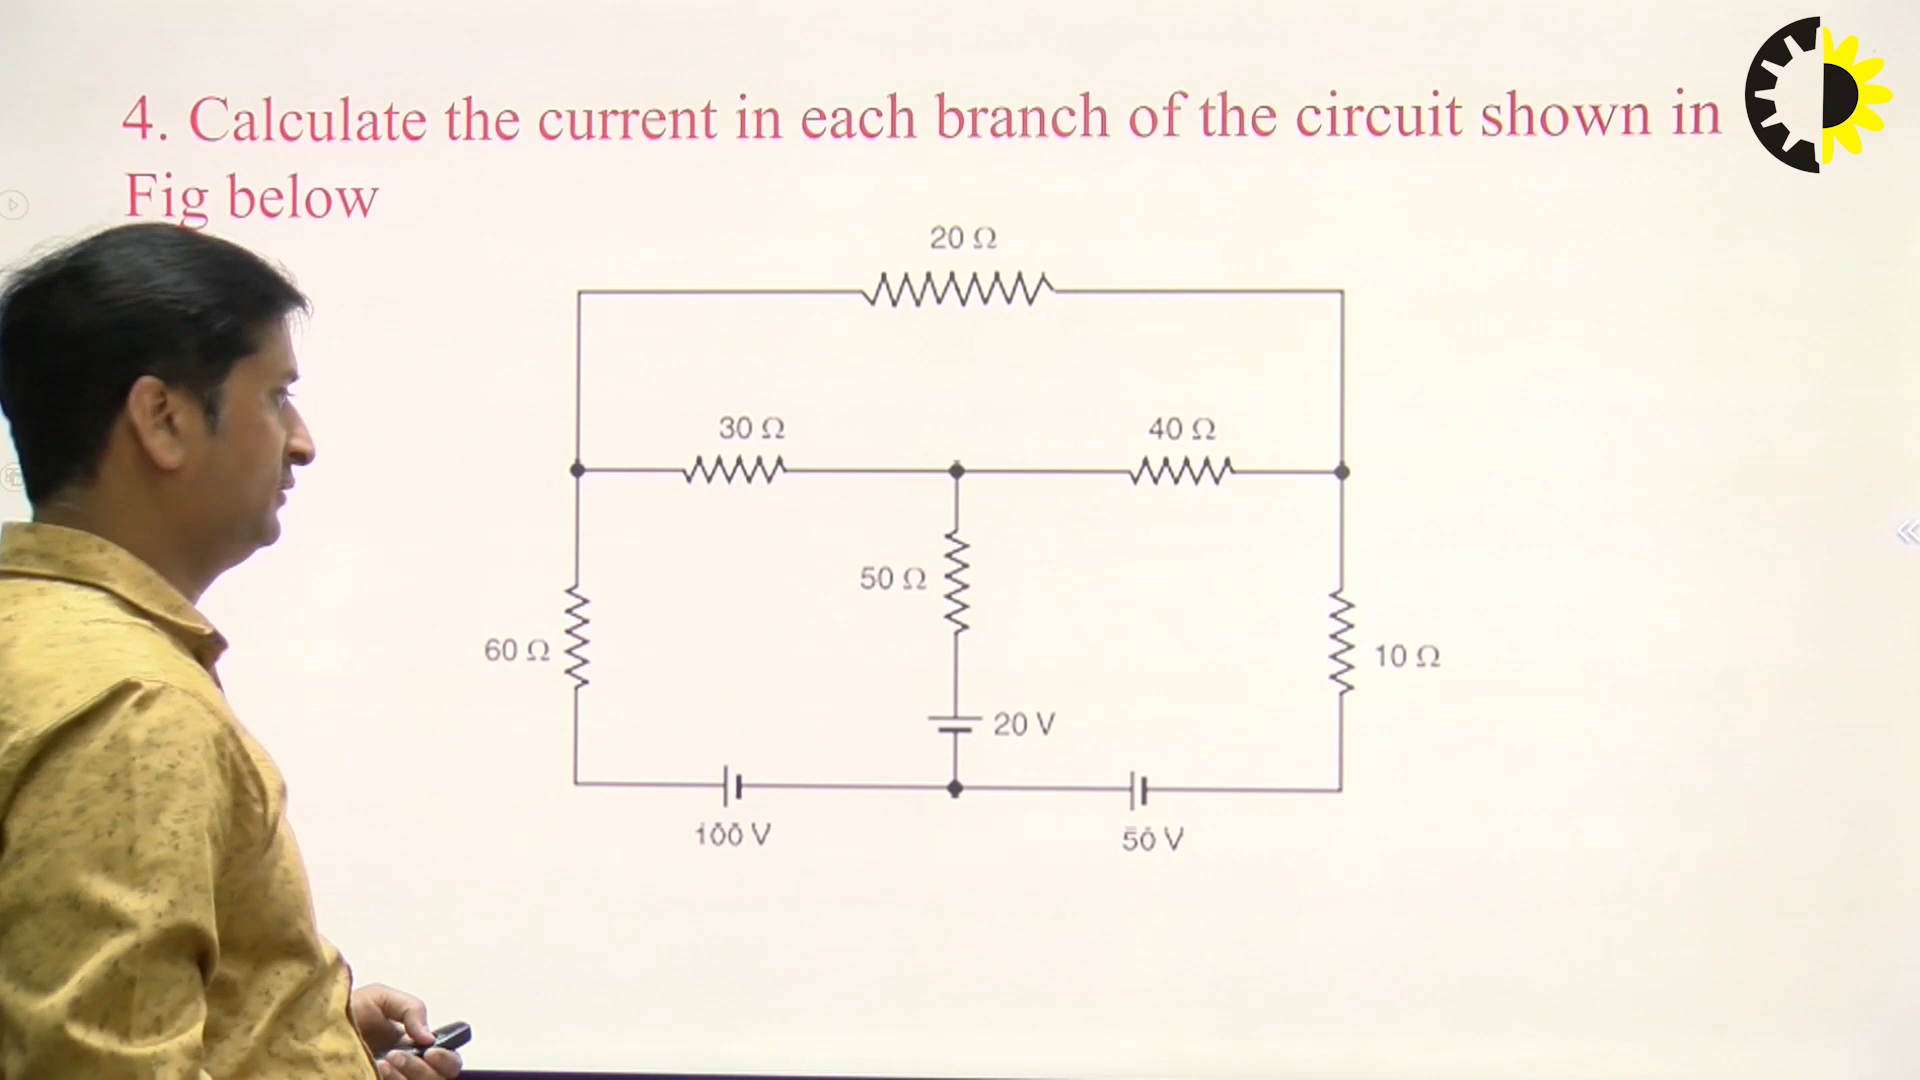 4. Calculate the current in each branch of the circuit shown in
Fig below
20 Ω
30 Ω
40 Ω
50 Ω
60 Ω
10 Ω
20 V
100 V
50 V